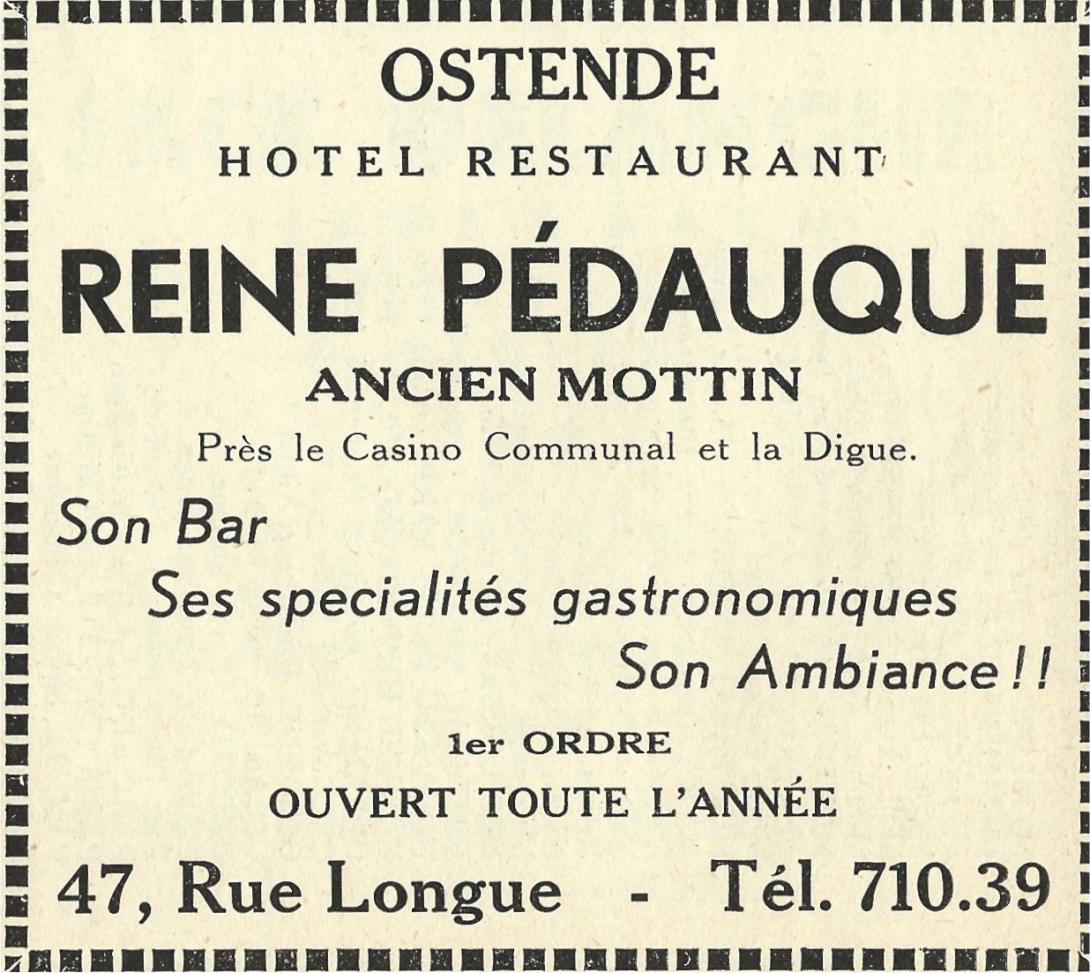 OSTENDE
HOTEL RESTAURANT
REINE PÉDAUQUE
ANCIEN MOTTIN
Près le Casino Communal et la Digue.
Son Bar
Ses specialités gastronomiques
Son Ambiance!!
1er ORDRE
OUVERT TOUTE L'ANNÉE
47, Rue Longue - Tél. 710.39